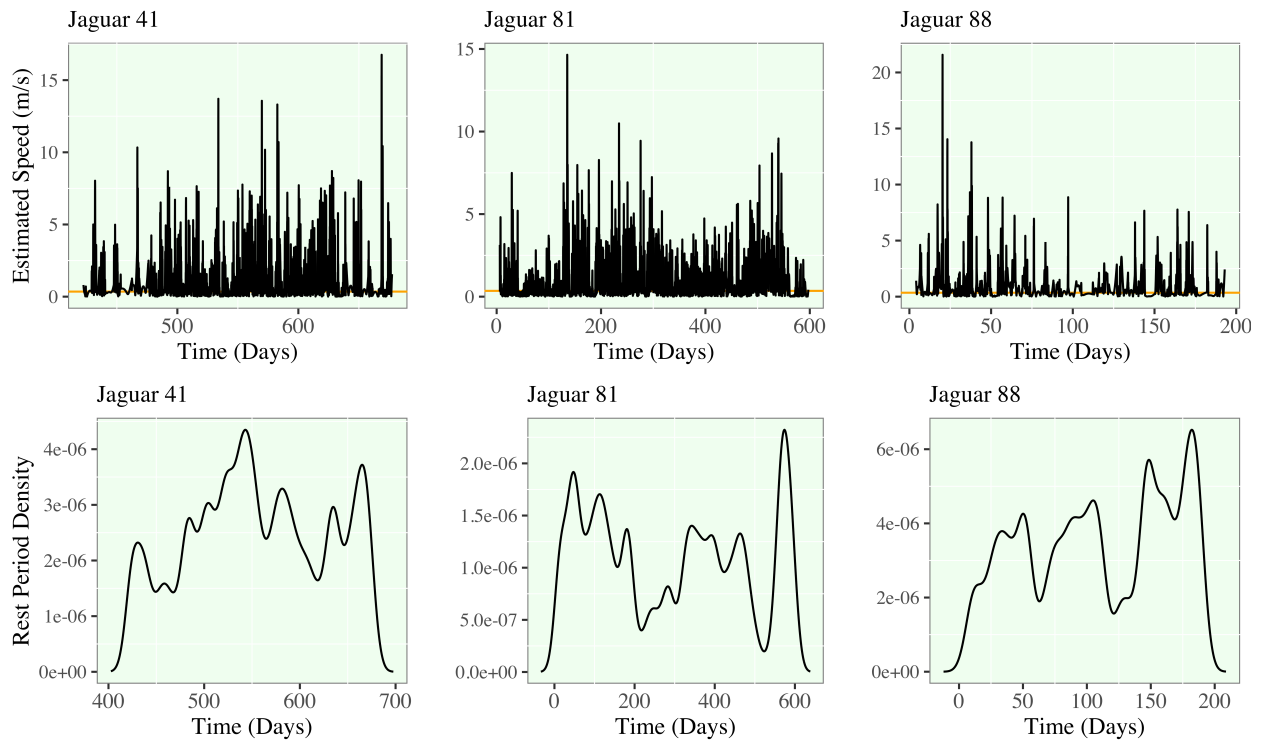 Jaguar 41
Jaguar 81
Jaguar 88
Estimated Speed (m/s)
15
10
5
0
15
10
5
0
20
15
10
5
0
500 600
0 200 400 600
0 50 100 150 200
Time (Days)
Time (Days)
Time (Days)
Jaguar 41
Jaguar 81
Jaguar 88
Rest Period Density
4e-06
3e-06
2e-06
1e-06
0e+00
2.0e-06
1.5e-06
1.0e-06
5.0e-07
0.0e+00
6e-06
4e-06
2e-06
0e+00
400 500 600 700
0 200 400 600
0 50 100 150 200
Time (Days)
Time (Days)
Time (Days)